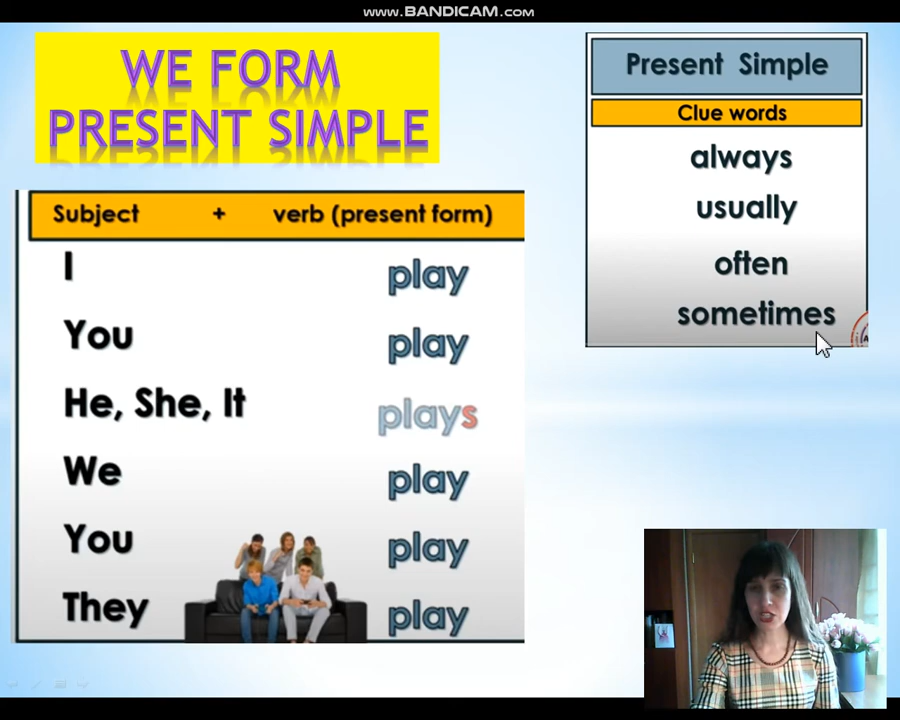 WWW.BANDICAM.COM
WE FORM
PRESENT SIMPLE
Subject + verb (present form)
I play
You play
He, She, It plays
We play
You play
They play
Present Simple
Clue words
always
usually
often
sometimes